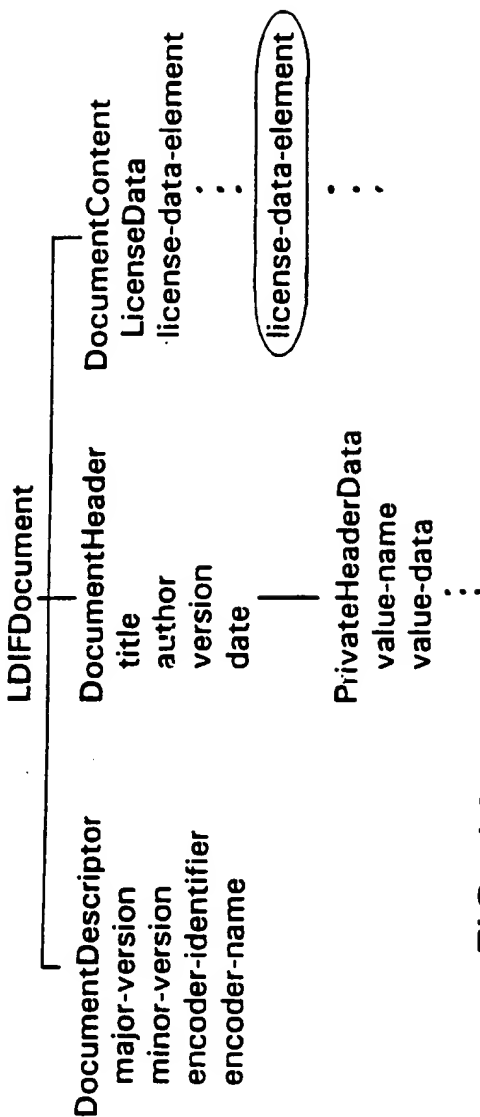 LDIFDocument
DocumentDescriptor
major-version
minor-version
encoder-identifier
encoder-name
DocumentHeader
title
author
version
date
PrivateHeaderData
value-name
value-data
DocumentContent
LicenseData
license-data-element
license-data-element